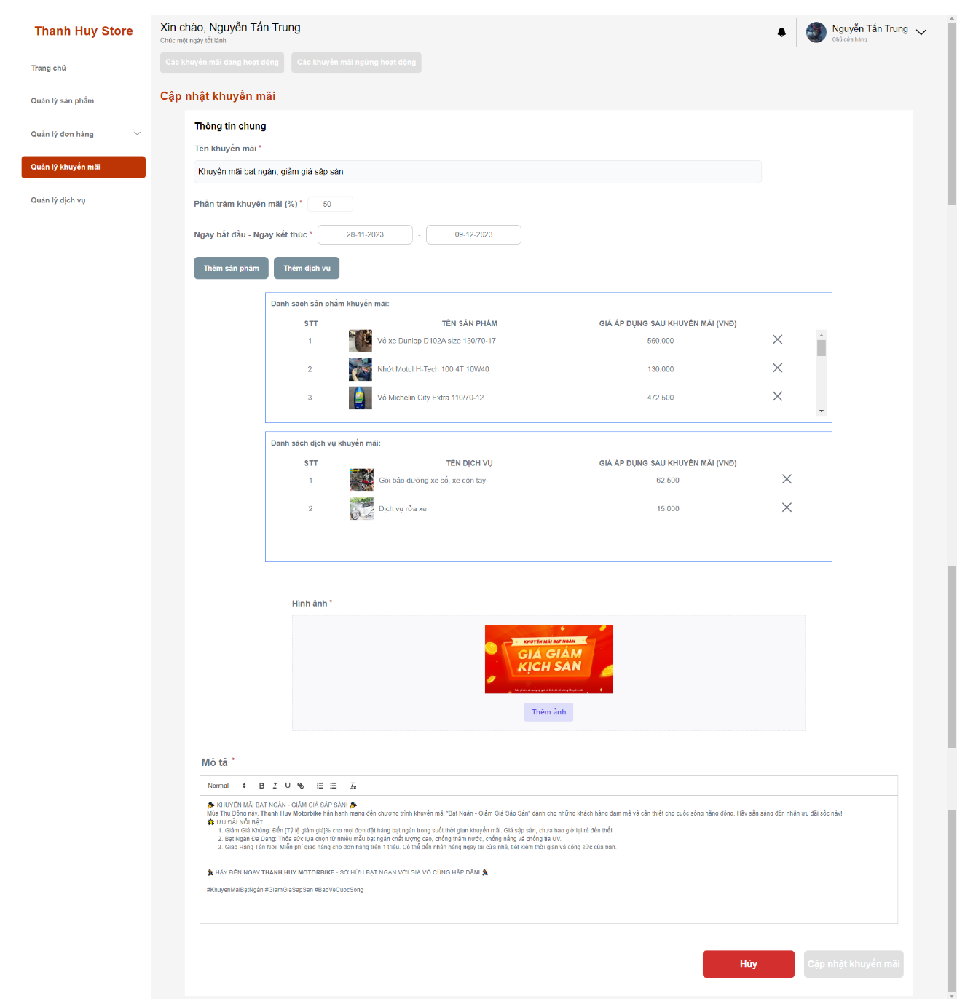 Thanh Huy Store
Xin chào, Nguyễn Tấn Trung
Chúc một ngày tốt lành
Nguyễn Tấn Trung
Chủ cửa hàng
Trang chủ
Quản lý sản phẩm
Quản lý đơn hàng
Quản lý khuyến mãi
Quản lý dịch vụ
Các khuyến mãi đang hoạt động
Các khuyến mãi ngừng hoạt động
Cập nhật khuyến mãi
Thông tin chung
Tên khuyến mãi *
Khuyến mãi bạt ngàn, giảm giá sập sàn
Phần trăm khuyến mãi (%) * 50
Ngày bắt đầu - Ngày kết thúc * 28-11-2023 - 09-12-2023
Thêm sản phẩm
Thêm dịch vụ
Danh sách sản phẩm khuyến mãi:
STT TÊN SẢN PHẨM GIÁ ÁP DỤNG SAU KHUYẾN MÃI (VND)
1 Vỏ xe Dunlop D102A size 130/70-17 560.000
2 Nhớt Motul H-Tech 100 4T 10W40 130.000
3 Vỏ Michelin City Extra 110/70-12 472.500
Danh sách dịch vụ khuyến mãi:
STT TÊN DỊCH VỤ GIÁ ÁP DỤNG SAU KHUYẾN MÃI (VND)
1 Gói bảo dưỡng xe số, xe côn tay 62.500
2 Dịch vụ rửa xe 15.000
Hình ảnh *
KHUYẾN MÃI BẠT NGÀN
GIÁ GIẢM
KỊCH SÀN
Thêm ảnh
Mô tả *
Normal B I U
🎉 KHUYẾN MÃI BẠT NGÀN - GIẢM GIÁ SẬP SÀN! 🎉
Mùa Thu Đông này, Thanh Huy Motorbike hân hạnh mang đến chương trình khuyến mãi "Bạt Ngàn - Giảm Giá Sập Sàn" dành cho những khách hàng đam mê và cần thiết cho cuộc sống năng động. Hãy sẵn sàng đón nhận ưu đãi sốc này!
🌟 ƯU ĐÃI NỔI BẬT:
1. Giảm Giá Khủng: Đến [Tỷ lệ giảm giá]% cho mọi đơn đặt hàng bạt ngàn trong suốt thời gian khuyến mãi. Giá sập sàn, chưa bao giờ lại rẻ đến thế!
2. Bạt Ngàn Đa Dạng: Thỏa sức lựa chọn từ nhiều mẫu bạt ngàn chất lượng cao, chống thấm nước, chống nắng và chống tia UV.
3. Giao Hàng Tận Nơi: Miễn phí giao hàng cho đơn hàng trên 1 triệu. Có thể đến nhận hàng ngay tại cửa nhà, tiết kiệm thời gian và công sức của bạn.
HÃY ĐẾN NGAY THANH HUY MOTORBIKE - SỞ HỮU BẠT NGÀN VỚI GIÁ VÔ CÙNG HẤP DẪN!
#KhuyenMaiBạtNgàn #GiamGiaSapSan #BaoVeCuocSong
Hủy
Cập nhật khuyến mãi